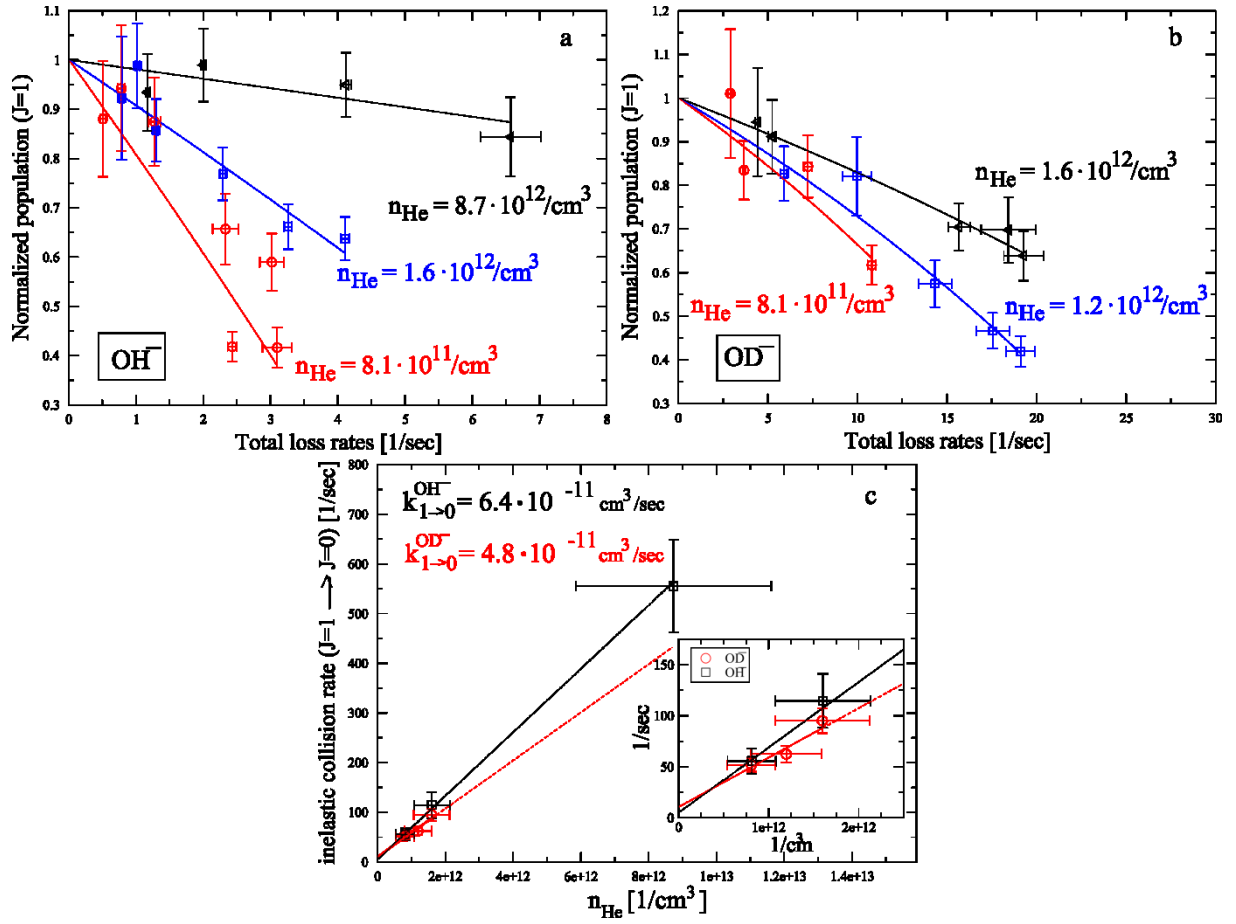 a
Normalized population (J=1)
1.1
1
0.9
0.8
0.7
0.6
0.5
0.4
0.3
n_He = 8.7·10^12/cm^3
n_He = 1.6·10^12/cm^3
n_He = 8.1·10^11/cm^3
OH^−
0 1 2 3 4 5 6 7 8
Total loss rates [1/sec]
b
Normalized population (J=1)
1.2
1.1
1
0.9
0.8
0.7
0.6
0.5
0.4
0.3
n_He = 1.6·10^12/cm^3
n_He = 8.1·10^11/cm^3
n_He = 1.2·10^12/cm^3
OD^−
0 5 10 15 20 25 30
Total loss rates [1/sec]
inelastic collision rate (J=1 —> J=0) [1/sec]
800
700
600
500
400
300
200
100
0
k_1→0^OH^− = 6.4·10^-11 cm^3/sec
k_1→0^OD^− = 4.8·10^-11 cm^3/sec
1/sec
150
100
50
0
OD^−
OH^−
0 1e+12 2e+12
1/cm^3
c
0 2e+12 4e+12 6e+12 8e+12 1e+13 1.2e+13 1.4e+13
n_He [1/cm^3]